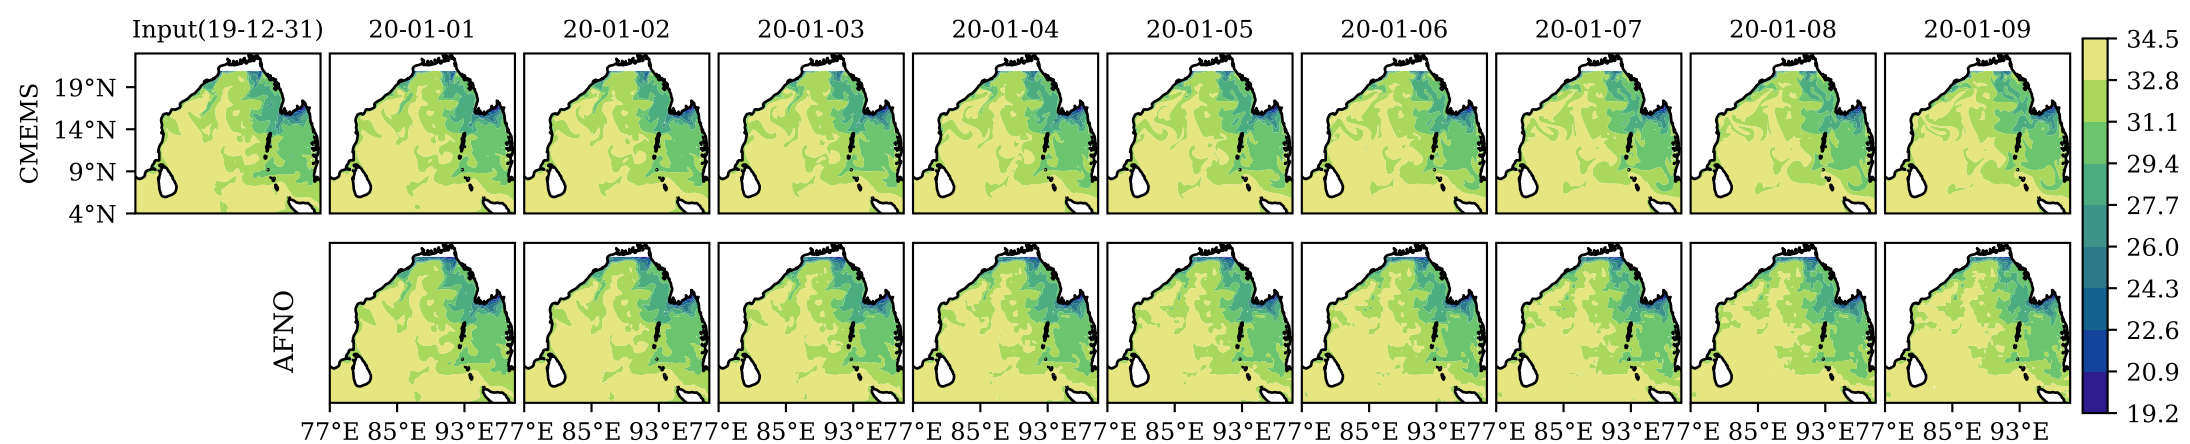 Input(19-12-31) 20-01-01 20-01-02 20-01-03 20-01-04 20-01-05 20-01-06 20-01-07 20-01-08 20-01-09
CMEMS
19°N
14°N
9°N
4°N
AFNO
77°E 85°E 93°E77°E 85°E 93°E77°E 85°E 93°E77°E 85°E 93°E77°E 85°E 93°E77°E 85°E 93°E77°E 85°E 93°E77°E 85°E 93°E77°E 85°E 93°E
34.5
32.8
31.1
29.4
27.7
26.0
24.3
22.6
20.9
19.2